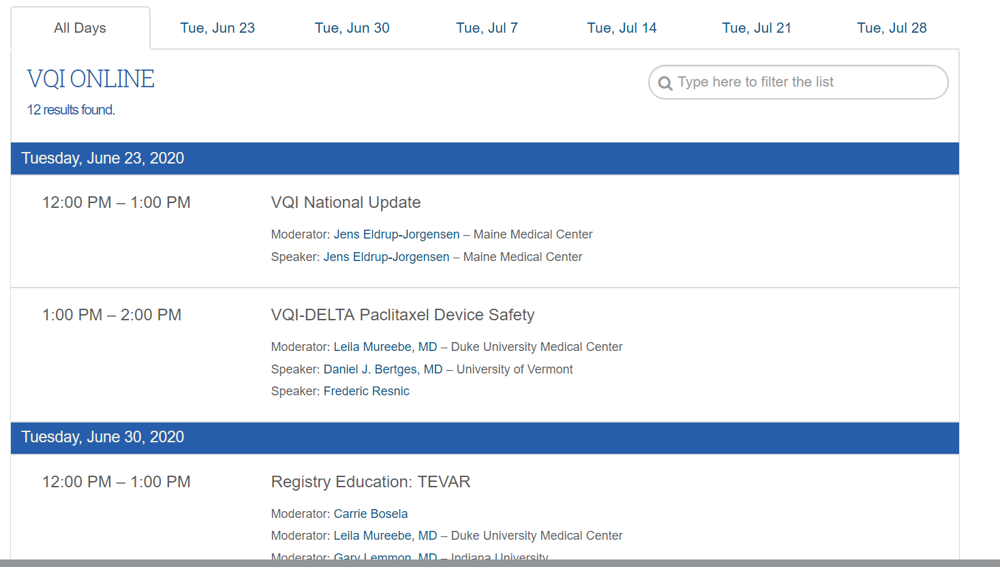 All Days Tue, Jun 23 Tue, Jun 30 Tue, Jul 7 Tue, Jul 14 Tue, Jul 21 Tue, Jul 28
VQI ONLINE
Type here to filter the list
12 results found.
Tuesday, June 23, 2020
12:00 PM – 1:00 PM VQI National Update
Moderator: Jens Eldrup-Jorgensen – Maine Medical Center
Speaker: Jens Eldrup-Jorgensen – Maine Medical Center
1:00 PM – 2:00 PM VQI-DELTA Paclitaxel Device Safety
Moderator: Leila Mureebe, MD – Duke University Medical Center
Speaker: Daniel J. Bertges, MD – University of Vermont
Speaker: Frederic Resnic
Tuesday, June 30, 2020
12:00 PM – 1:00 PM Registry Education: TEVAR
Moderator: Carrie Bosela
Moderator: Leila Mureebe, MD – Duke University Medical Center
Moderator: Gary Lemmon, MD – Indiana University